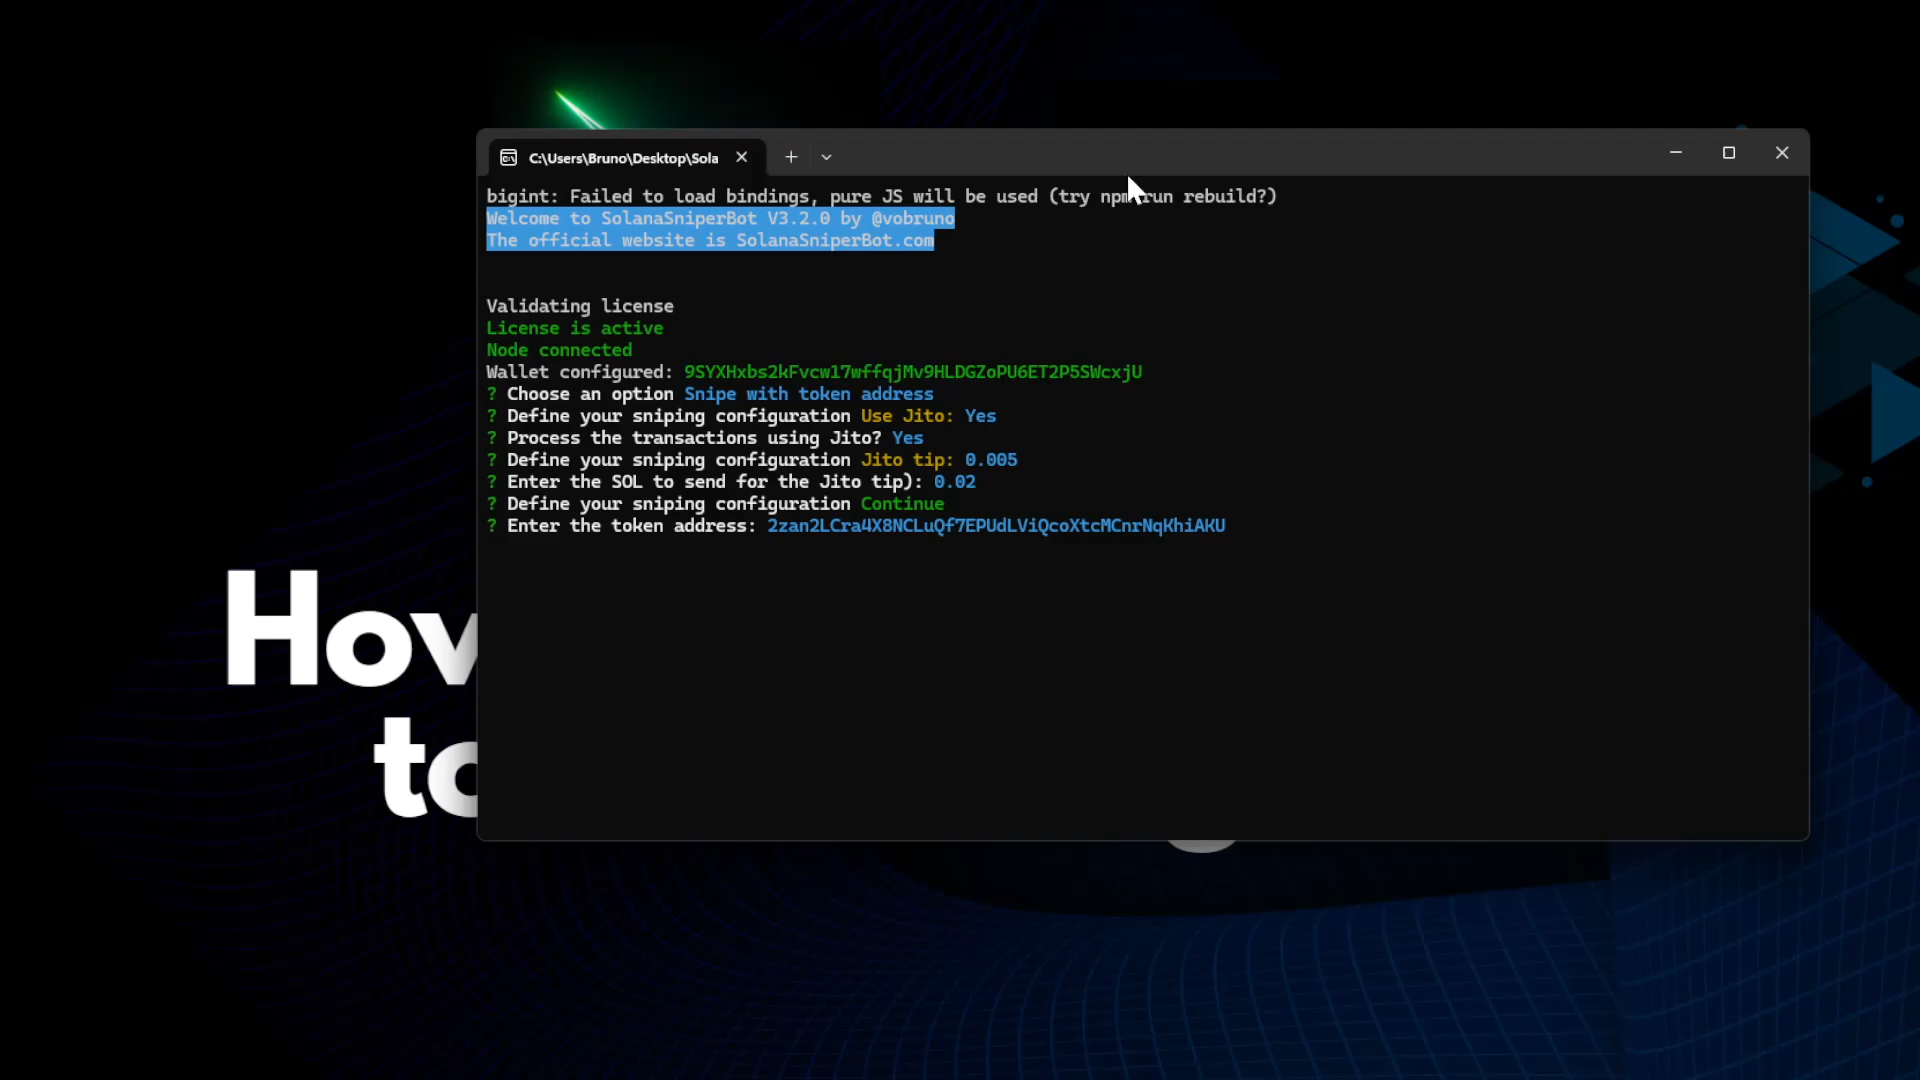 C:\Users\Bruno\Desktop\Sola
bigint: Failed to load bindings, pure JS will be used (try npm run rebuild?)
Welcome to SolanaSniperBot V3.2.0 by @vobruno
The official website is SolanaSniperBot.com
Validating license
License is active
Node connected
Wallet configured: 9SYXHxbs2kFvcw17wffqjMv9HLDGZoPU6ET2P5SWcxjU
? Choose an option Snipe with token address
? Define your sniping configuration Use Jito: Yes
? Process the transactions using Jito? Yes
? Define your sniping configuration Jito tip: 0.005
? Enter the SOL to send for the Jito tip): 0.02
? Define your sniping configuration Continue
? Enter the token address: 2zan2LCra4X8NCLuQf7EPUdLViQcoXtcMCnrNqKhiAKU
How
to